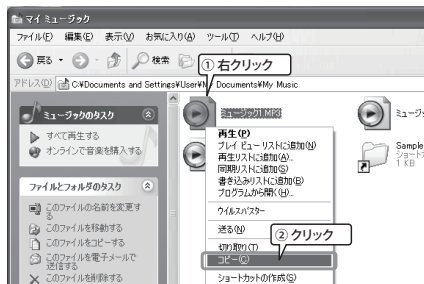 マイ ミュージック
ファイル(F) 編集(E) 表示(V) お気に入り(A) ツール(T) ヘルプ(H)
戻る 検索
① 右クリック
アドレス(D) C:¥Documents and Settings¥User¥My Documents¥My Music
ミュージックのタスク
すべて再生する
オンラインで音楽を購入する
ファイルとフォルダのタスク
このファイルの名前を変更する
このファイルを移動する
このファイルをコピーする
このファイルを電子メールで送信する
このファイルを削除する
ミュージック1.MP3
再生(P)
プレイ ビュー リストに追加(N)
再生リストに追加(A)...
同期リストに追加(S)
書き込みリストに追加(B)
プログラムから開く(H)...
ウイルスバスター
送る(N)
② クリック
切り取り(T)
コピー(C)
ショートカットの作成(S)
ミュージ
Sample
ショート
1 KB